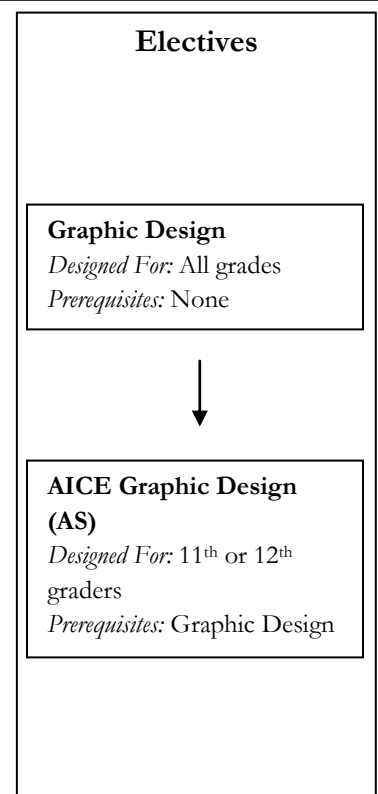 Electives
Graphic Design
Designed For: All grades
Prerequisites: None
AICE Graphic Design
(AS)
Designed For: 11th or 12th
graders
Prerequisites: Graphic Design